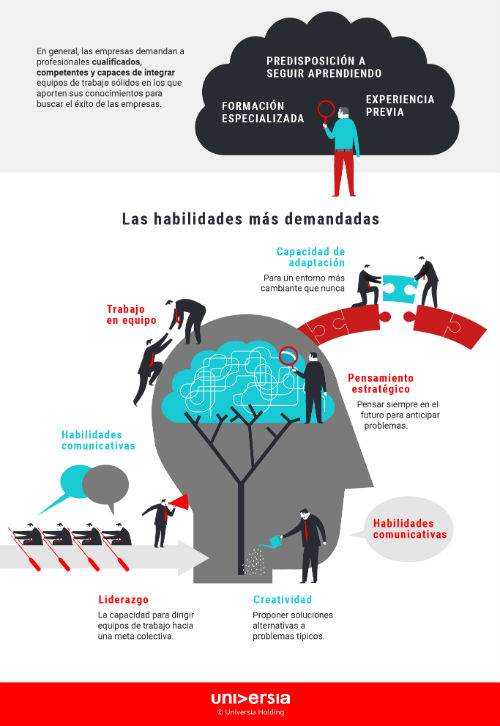 En general, las empresas demandan a
profesionales cualificados,
competentes y capaces de integrar
equipos de trabajo sólidos en los que
aporten sus conocimientos para
buscar el éxito de las empresas.
PREDISPOSICIÓN A
SEGUIR APRENDIENDO
FORMACIÓN
ESPECIALIZADA
EXPERIENCIA
PREVIA
Las habilidades más demandadas
Capacidad de
adaptación
Para un entorno más
cambiante que nunca
Trabajo
en equipo
Pensamiento
estratégico
Pensar siempre en el
futuro para anticipar
problemas.
Habilidades
comunicativas
Habilidades
comunicativas
Liderazgo
La capacidad para dirigir
equipos de trabajo hacia
una meta colectiva.
Creatividad
Proponer soluciones
alternativas a
problemas típicos.
universia
© Universia Holding